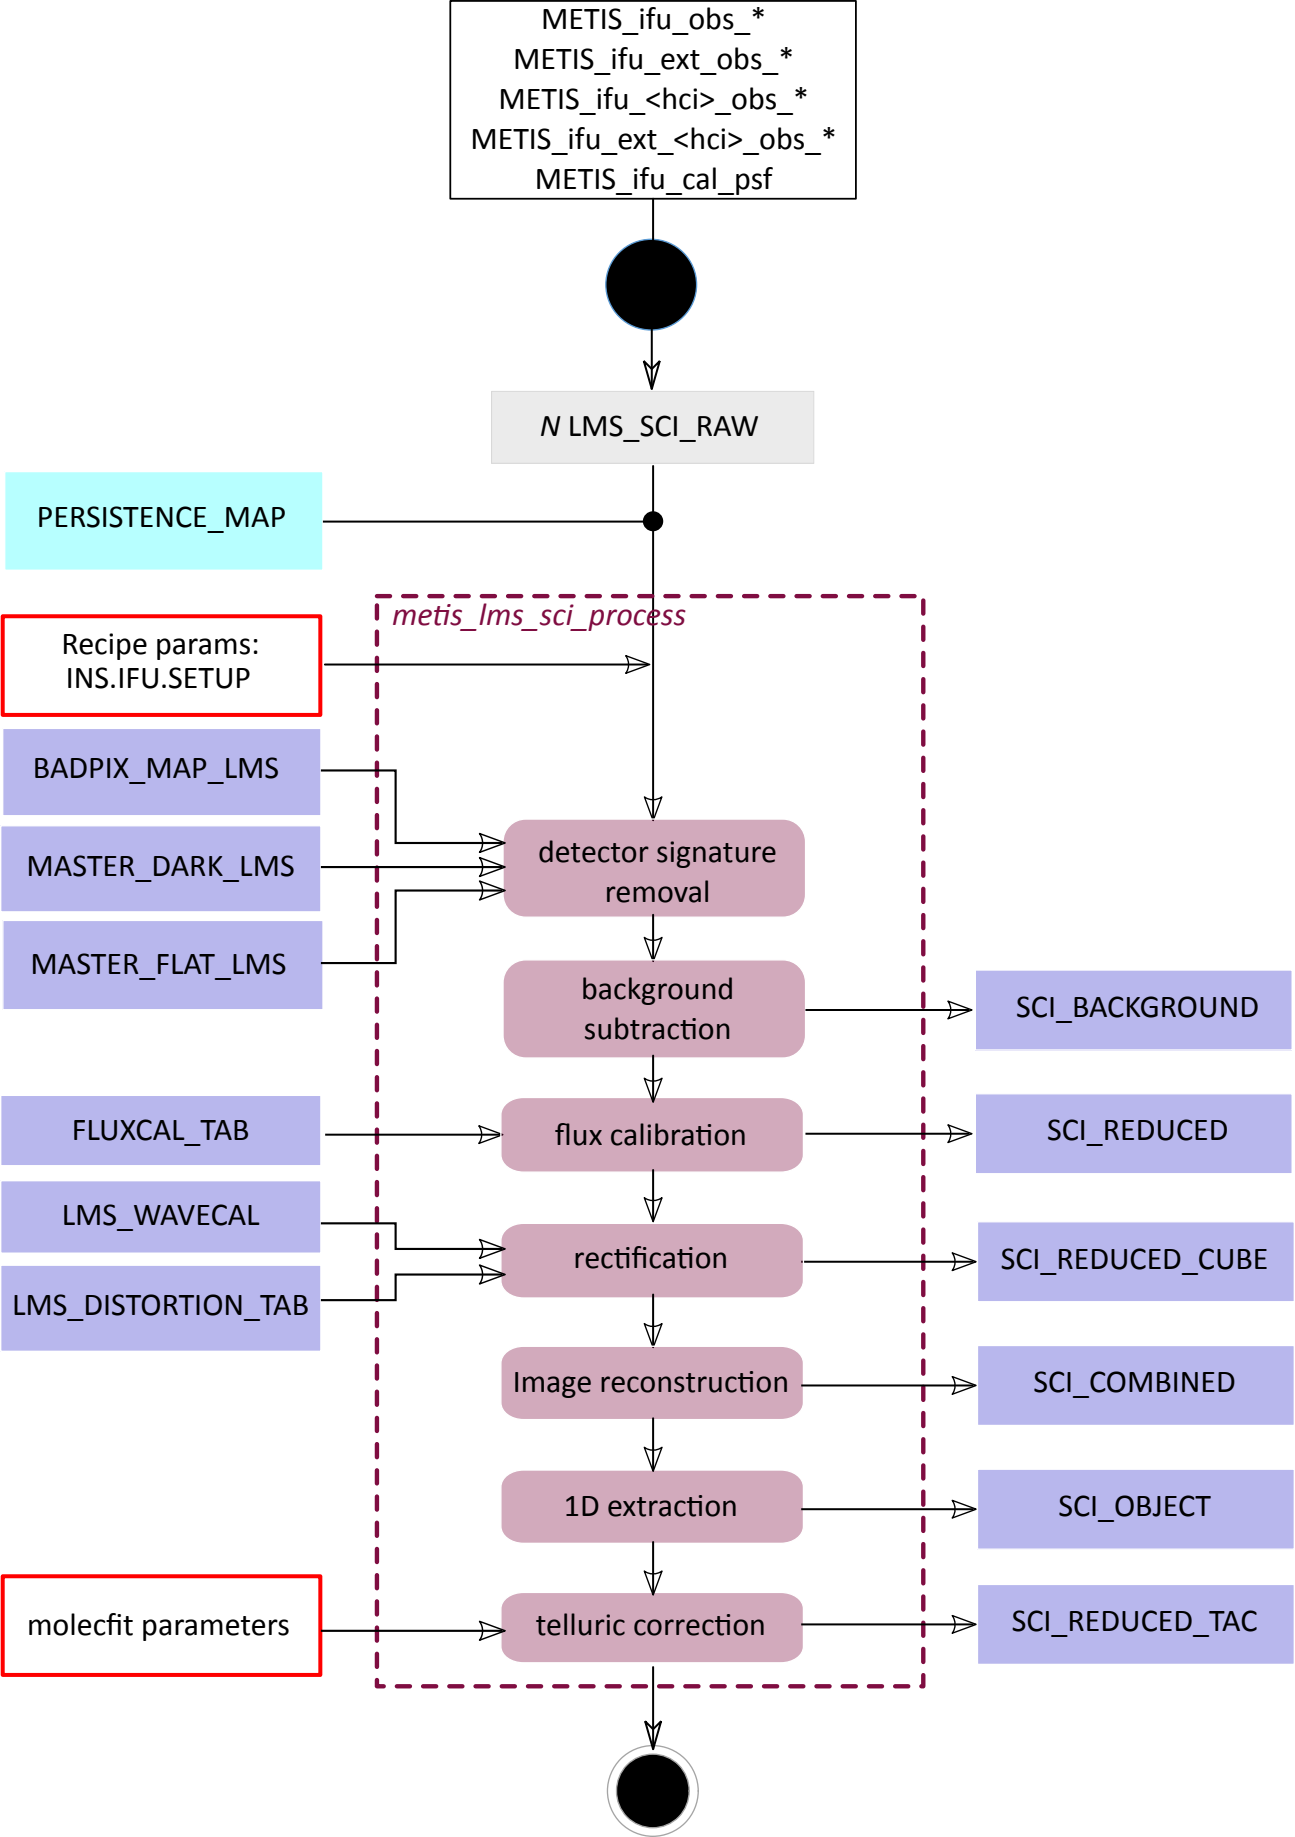 METIS_ifu_obs_*
METIS_ifu_ext_obs_*
METIS_ifu_<hci>_obs_*
METIS_ifu_ext_<hci>_obs_*
METIS_ifu_cal_psf
N LMS_SCI_RAW
PERSISTENCE_MAP
metis_lms_sci_process
Recipe params:
INS.IFU.SETUP
BADPIX_MAP_LMS
MASTER_DARK_LMS
MASTER_FLAT_LMS
detector signature
removal
background
subtraction
SCI_BACKGROUND
FLUXCAL_TAB
flux calibration
SCI_REDUCED
LMS_WAVECAL
LMS_DISTORTION_TAB
rectification
SCI_REDUCED_CUBE
Image reconstruction
SCI_COMBINED
1D extraction
SCI_OBJECT
molecfit parameters
telluric correction
SCI_REDUCED_TAC